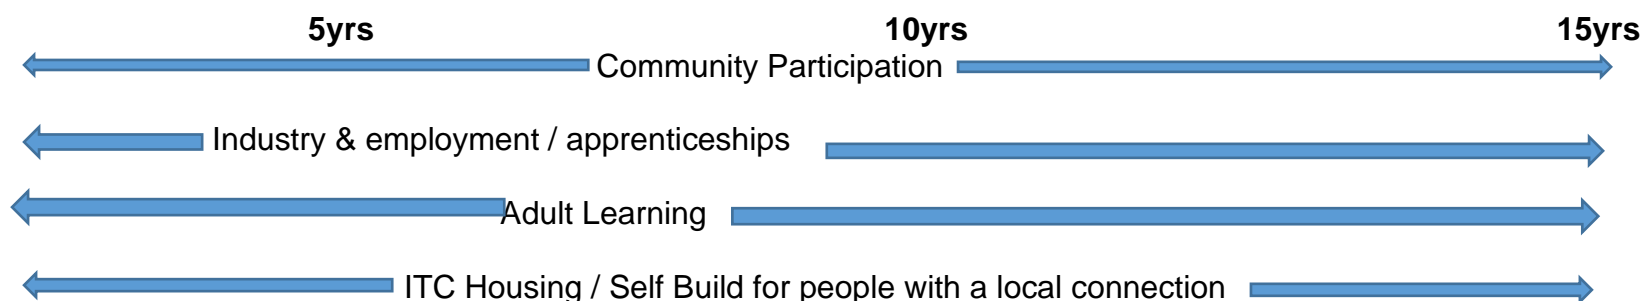 5yrs 10yrs 15yrs
Community Participation
Industry & employment / apprenticeships
Adult Learning
ITC Housing / Self Build for people with a local connection